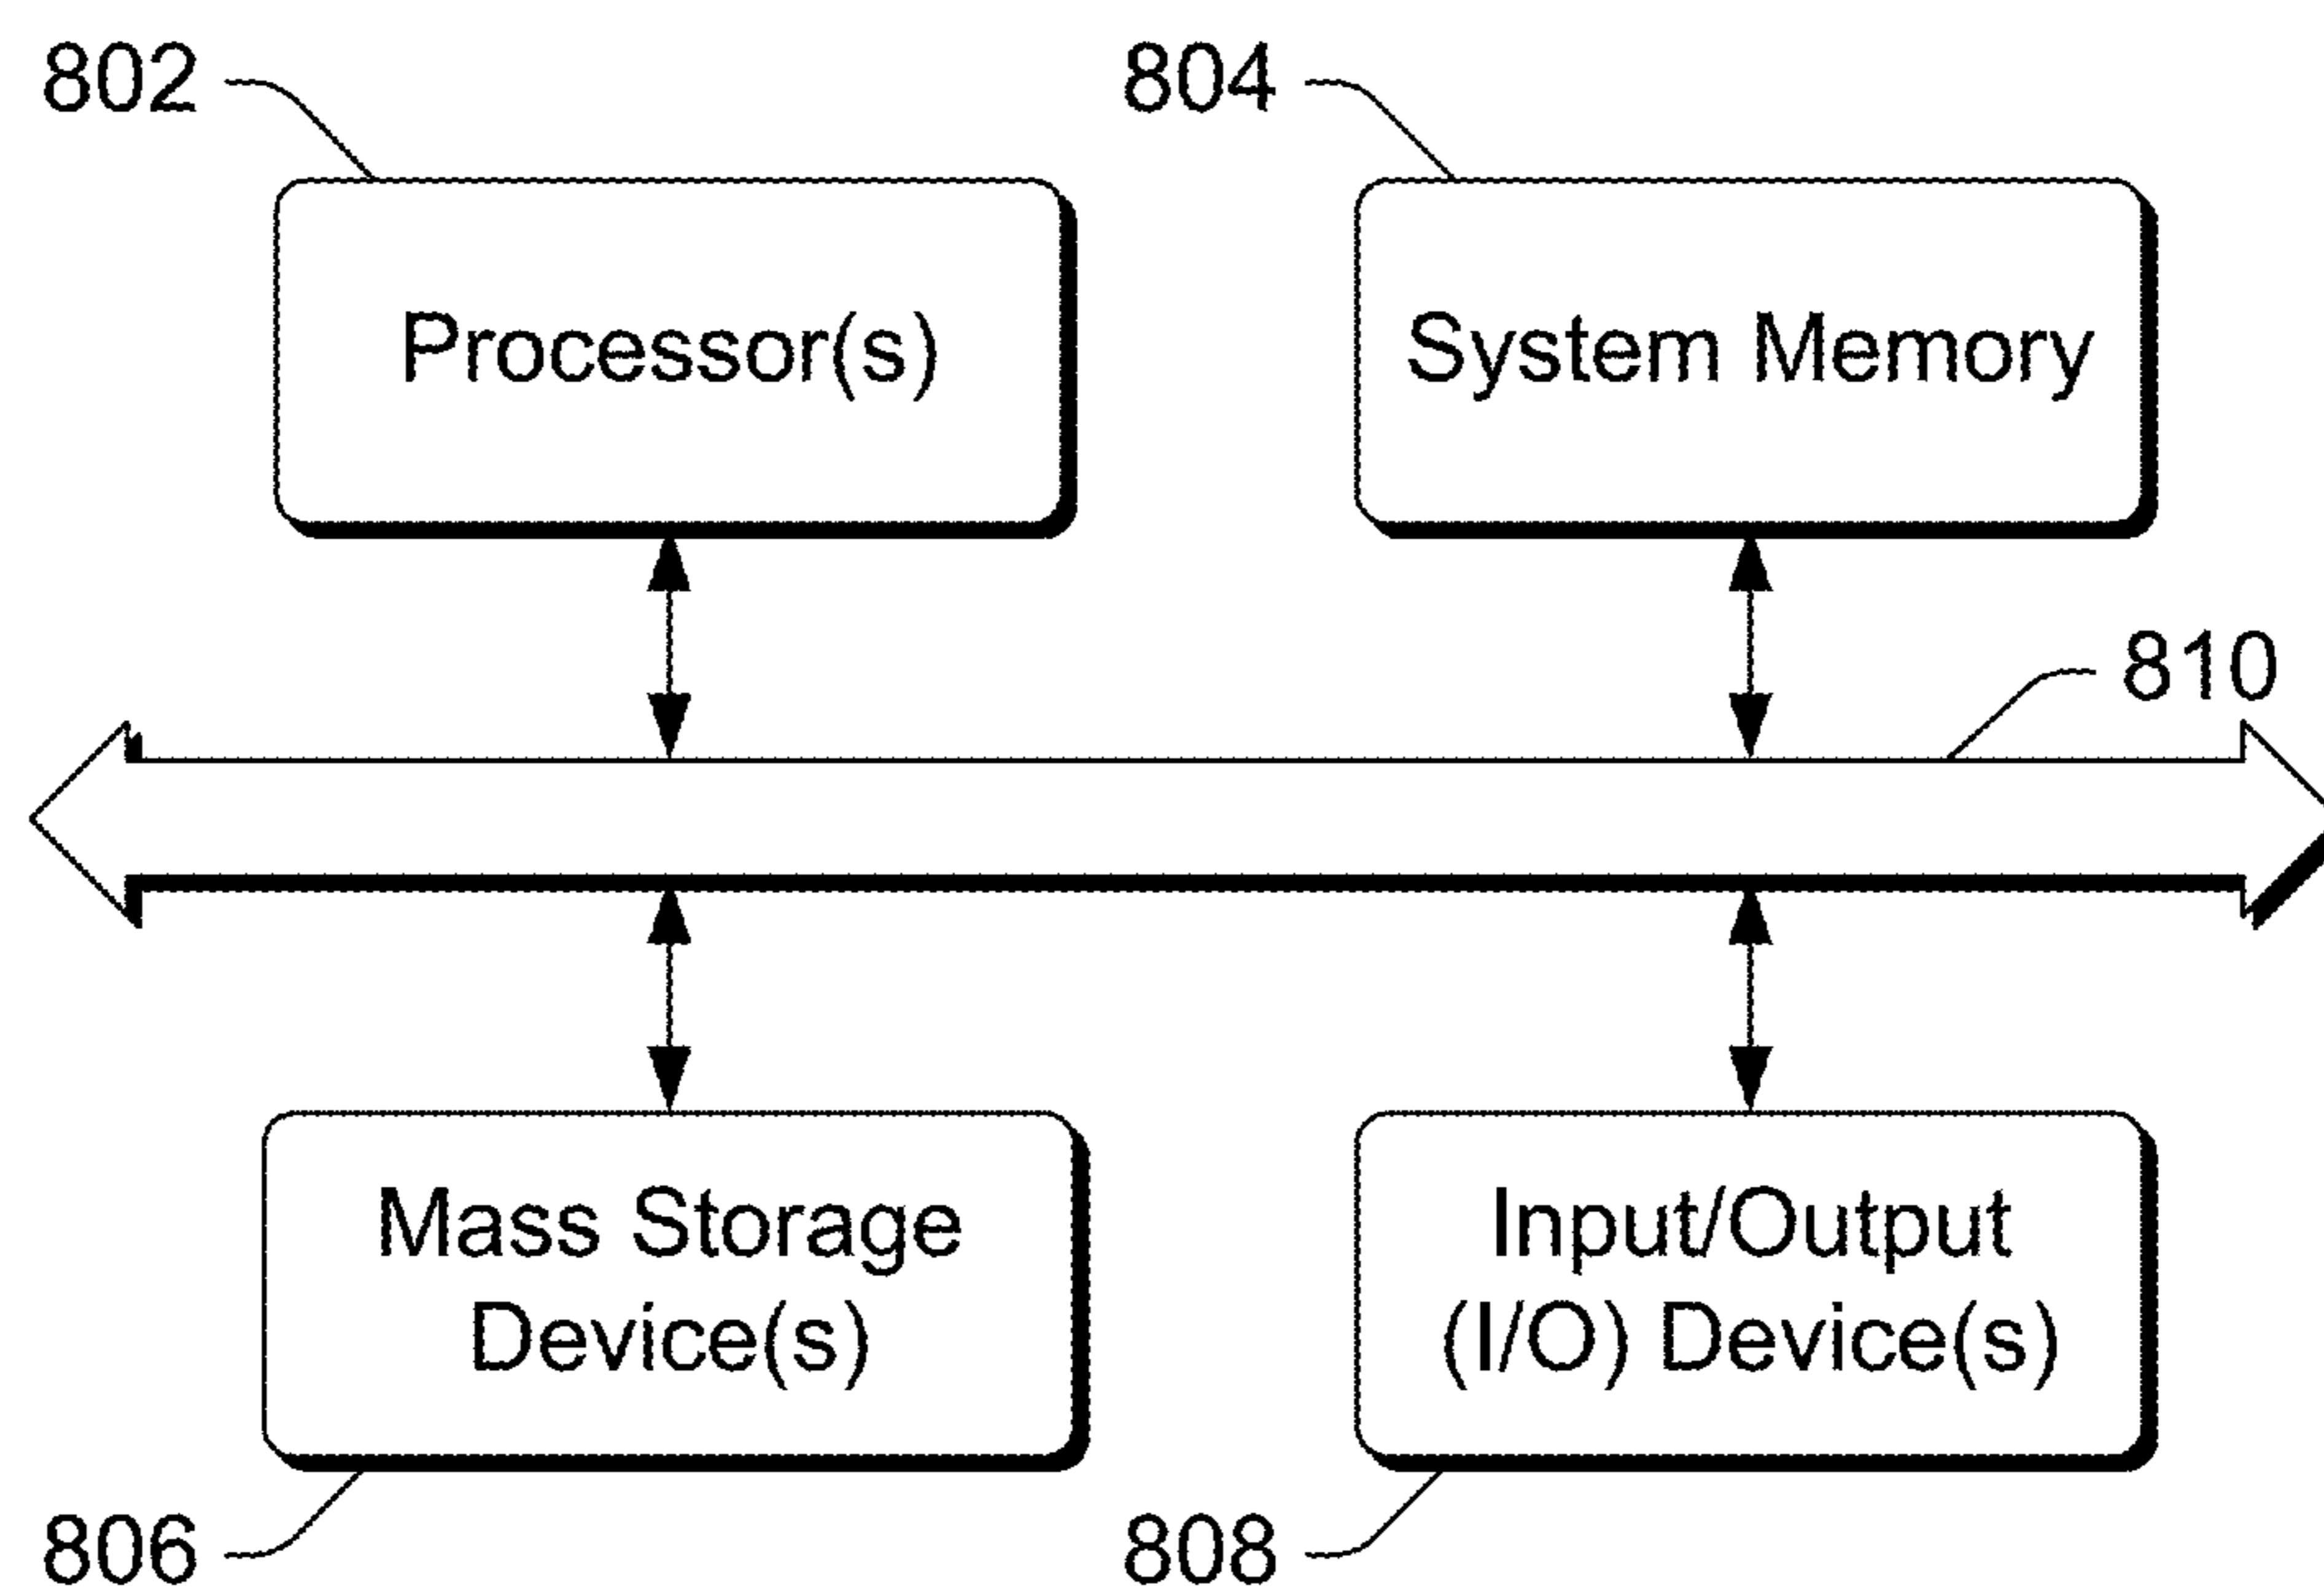 802
804
Processor(s)
System Memory
810
Mass Storage
Device(s)
Input/Output
(I/O) Device(s)
806
808